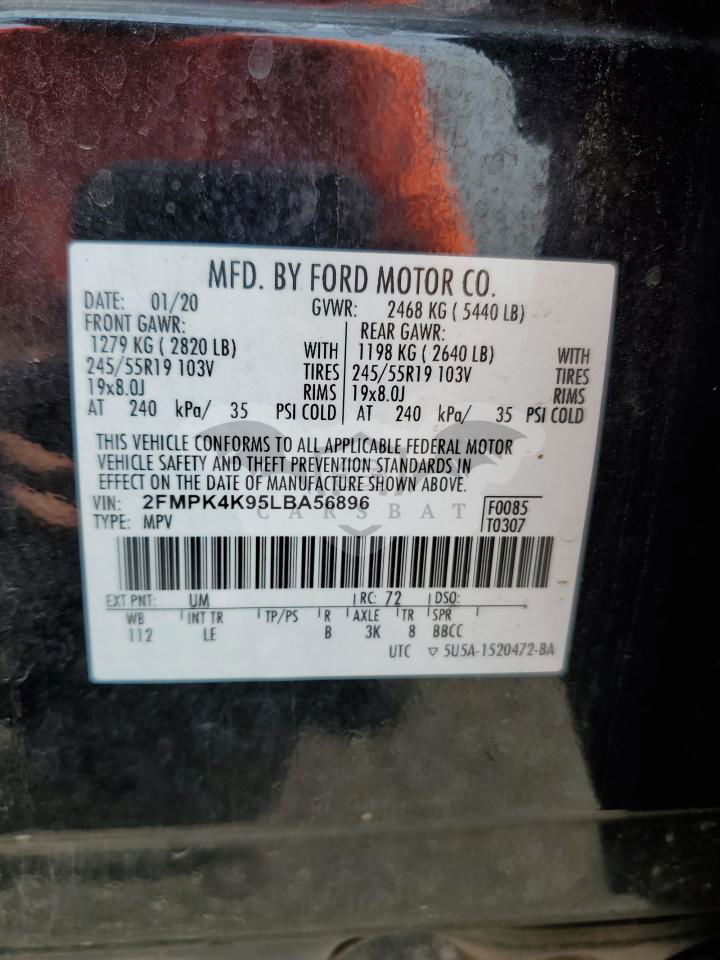 MFD. BY FORD MOTOR CO.
DATE: 01/20 GVWR: 2468 KG ( 5440 LB)
FRONT GAWR: REAR GAWR:
1279 KG ( 2820 LB) WITH 1198 KG ( 2640 LB) WITH
245/55R19 103V TIRES 245/55R19 103V TIRES
19x8.0J RIMS 19x8.0J RIMS
AT 240 kPa/ 35 PSI COLD AT 240 kPa/ 35 PSI COLD
THIS VEHICLE CONFORMS TO ALL APPLICABLE FEDERAL MOTOR
VEHICLE SAFETY AND THEFT PREVENTION STANDARDS IN
EFFECT ON THE DATE OF MANUFACTURE SHOWN ABOVE.
VIN: 2FMPK4K95LBA56896 F0085
CARSBAT
TYPE: MPV T0307
EXT PNT: UM RC: 72 DSO:
WB INT TR TP/PS R AXLE TR SPR
112 LE B 3K 8 BBCC
UTC ▽ 5U5A-1520472-BA